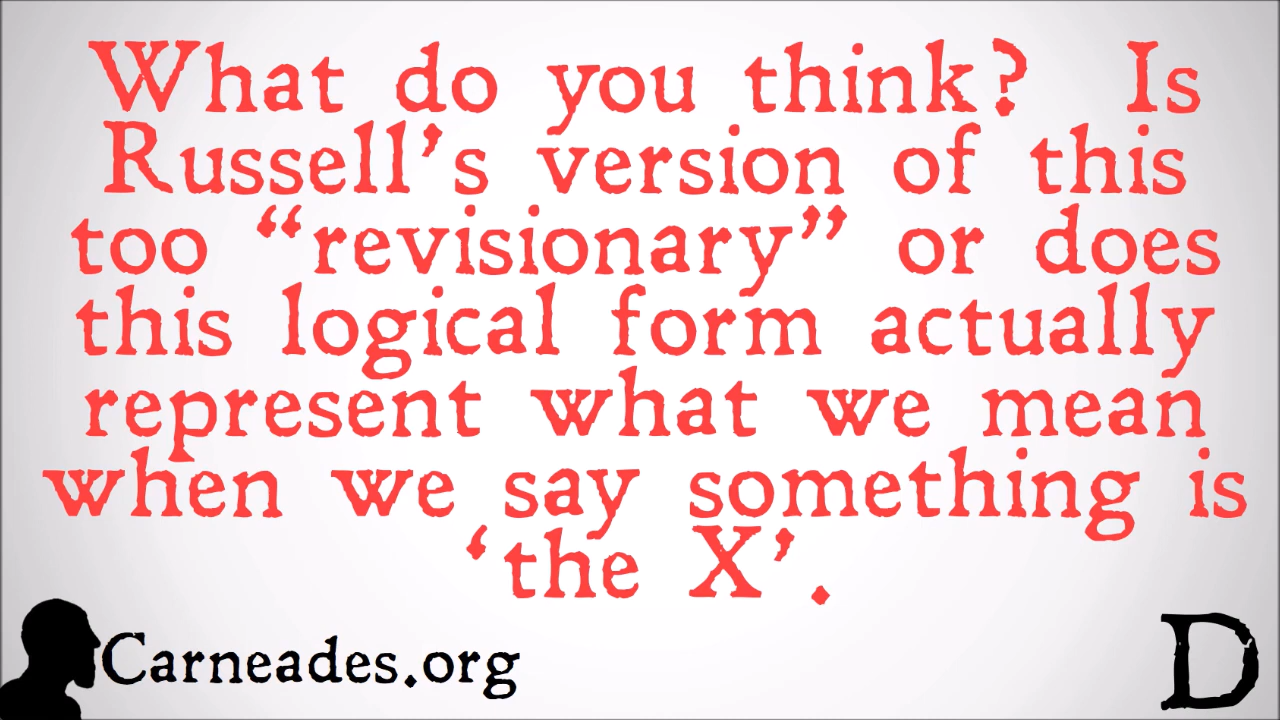 What do you think?  Is
Russell’s version of this
too “revisionary” or does
this logical form actually
represent what we mean
when we say something is
‘the X’.
Carneades.org
D